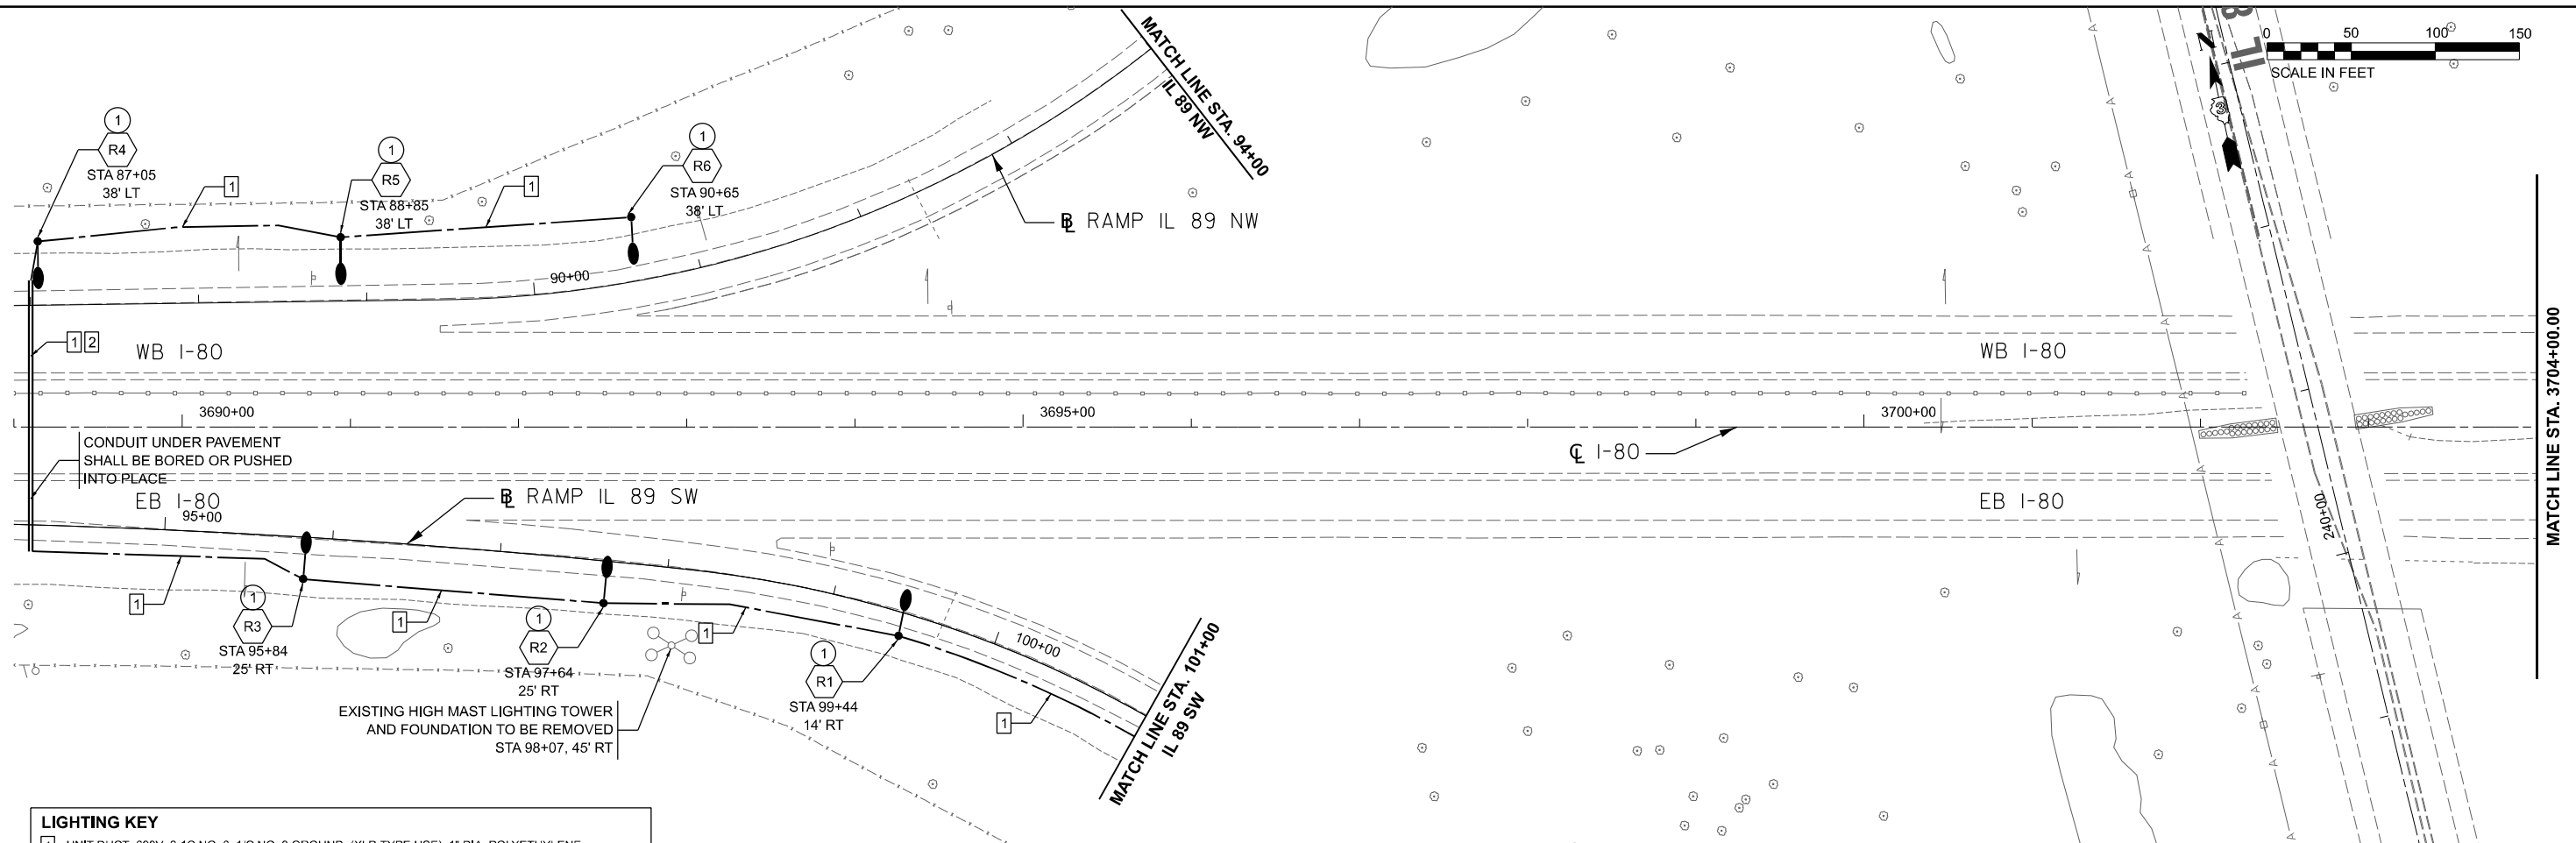 MATCH LINE STA. 94+00
IL 89 NW
IL
3
0 50 100 150
SCALE IN FEET
1
R4
STA 87+05
38' LT
1
1
R5
STA 88+85
38' LT
1
1
R6
STA 90+65
38' LT
BL RAMP IL 89 NW
90+00
1 2
WB I-80
WB I-80
3690+00
3695+00
3700+00
MATCH LINE STA. 3704+00.00
CONDUIT UNDER PAVEMENT
SHALL BE BORED OR PUSHED
INTO PLACE
CL I-80
EB I-80
95+00
BL RAMP IL 89 SW
EB I-80
240+00
1
1
R3
STA 95+84
25' RT
1
1
R2
STA 97+64
25' RT
1
1
R1
STA 99+44
14' RT
100+00
1
MATCH LINE STA. 101+00
IL 89 SW
EXISTING HIGH MAST LIGHTING TOWER
AND FOUNDATION TO BE REMOVED
STA 98+07, 45' RT
LIGHTING KEY